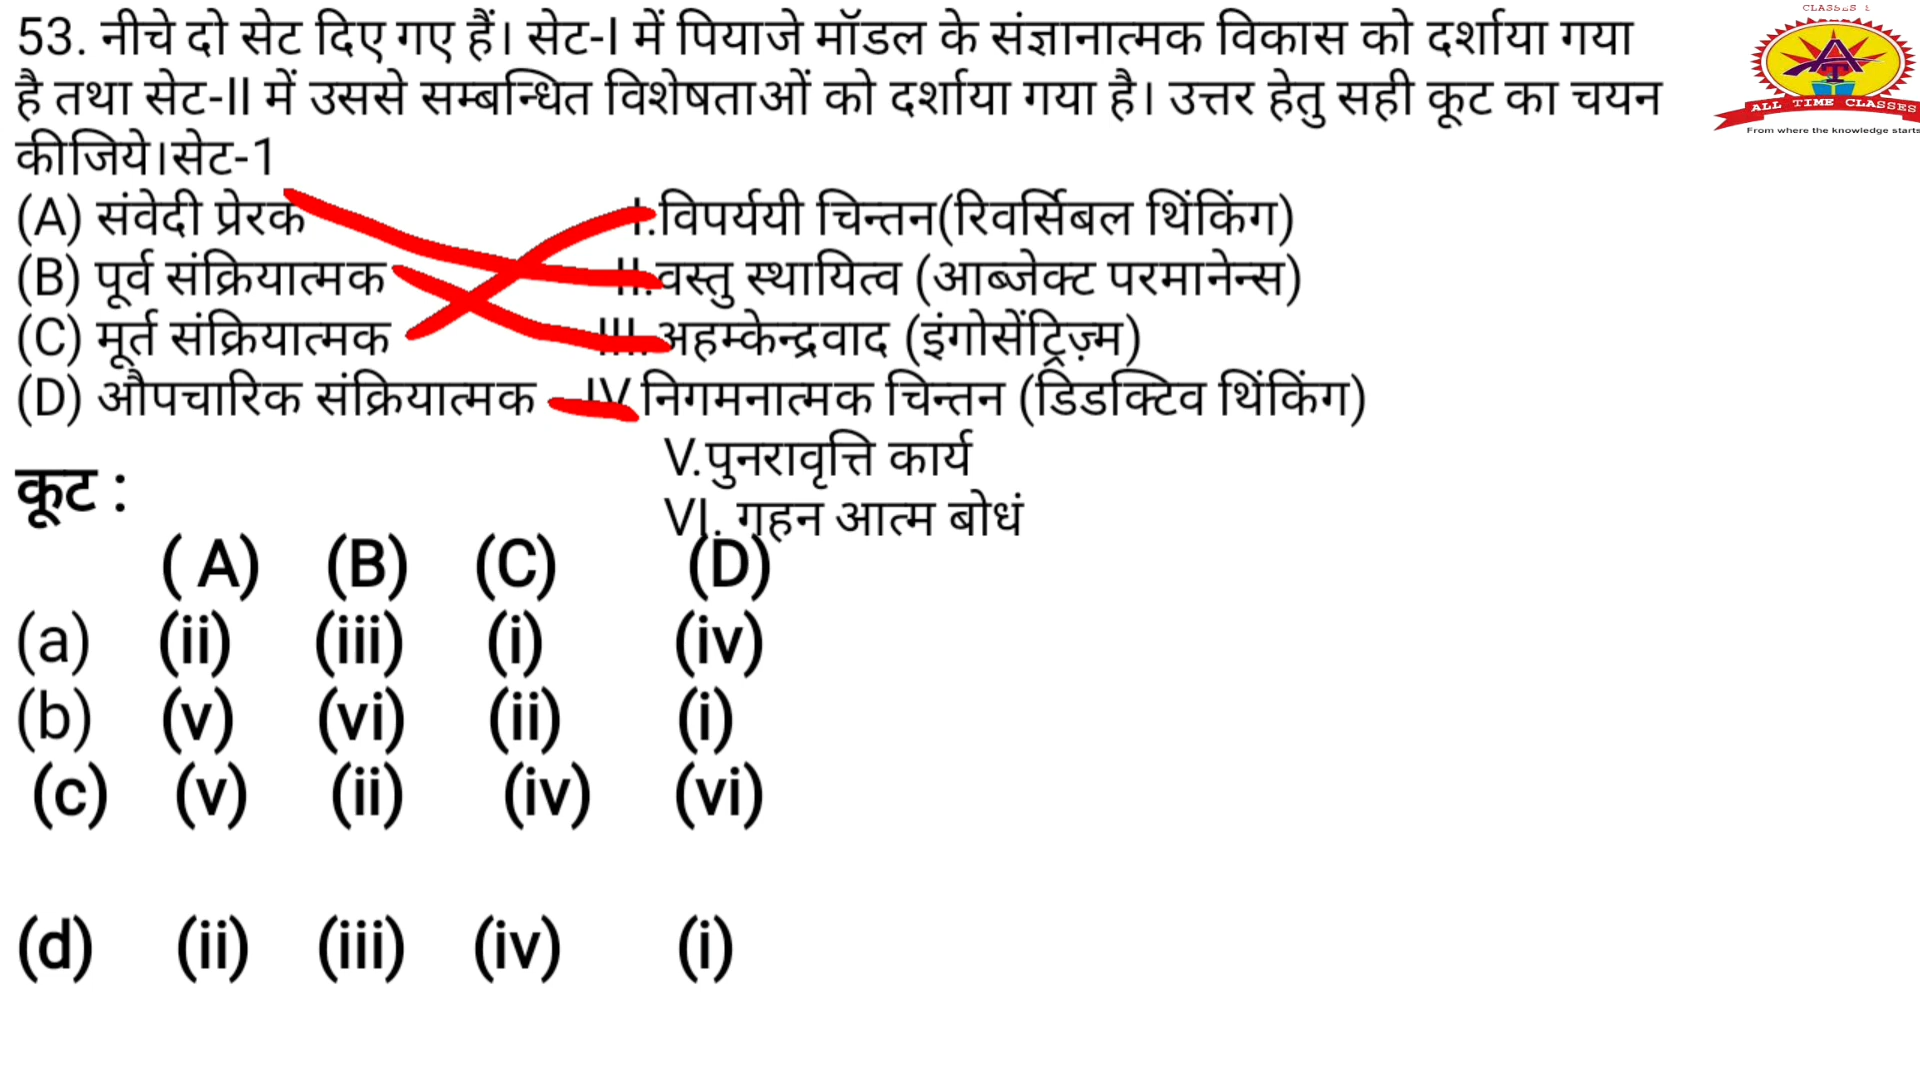 CLASSES
53. नीचे दो सेट दिए गए हैं। सेट-I में पियाजे मॉडल के संज्ञानात्मक विकास को दर्शाया गया
है तथा सेट-II में उससे सम्बन्धित विशेषताओं को दर्शाया गया है। उत्तर हेतु सही कूट का चयन
कीजिये।सेट-1
ALL TIME CLASSES
From where the knowledge starts
(A) संवेदी प्रेरक I.विपर्ययी चिन्तन(रिवर्सिबल थिंकिंग)
(B) पूर्व संक्रियात्मक II.वस्तु स्थायित्व (आब्जेक्ट परमानेन्स)
(C) मूर्त संक्रियात्मक III.अहम्केन्द्रवाद (इंगोसेंट्रिज़्म)
(D) औपचारिक संक्रियात्मक IV निगमनात्मक चिन्तन (डिडक्टिव थिंकिंग)
V.पुनरावृत्ति कार्य
कूट :
VI. गहन आत्म बोधं
( A) (B) (C) (D)
(a) (ii) (iii) (i) (iv)
(b) (v) (vi) (ii) (i)
(c) (v) (ii) (iv) (vi)
(d) (ii) (iii) (iv) (i)